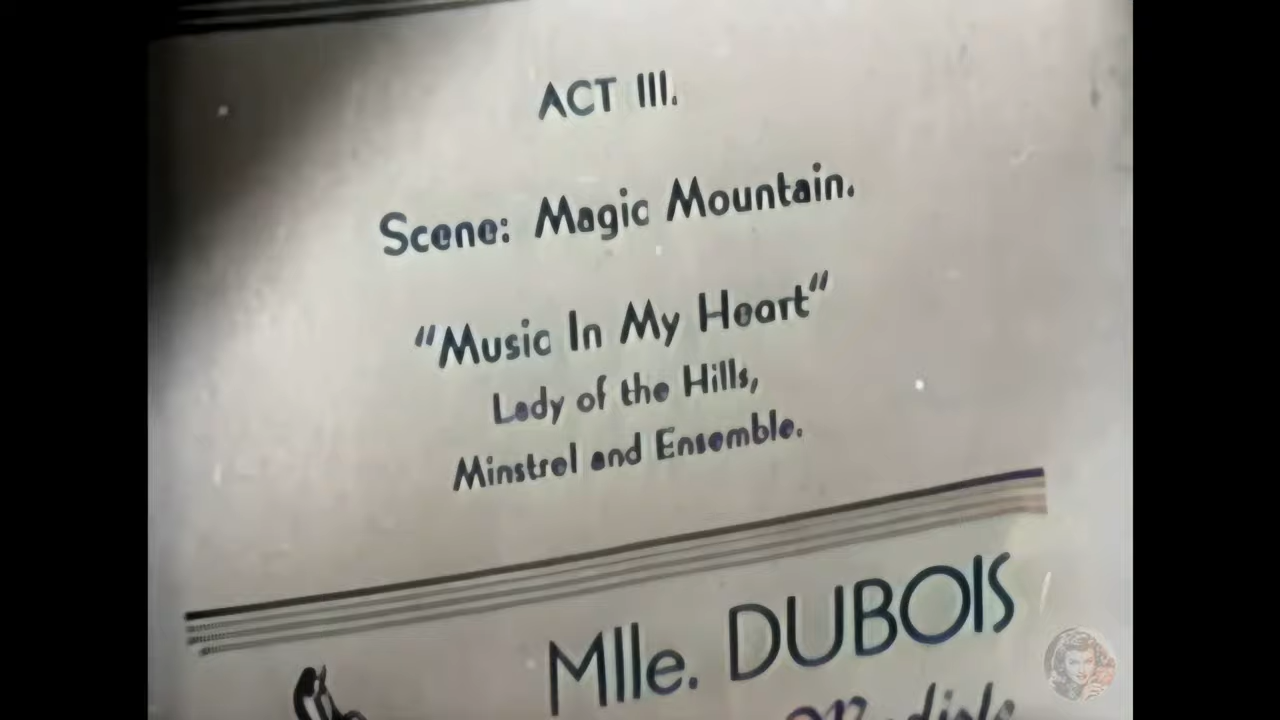 ACT III.
Scene: Magic Mountain.
"Music In My Heart"
Lady of the Hills,
Minstrel and Ensemble.
Mlle. DUBOIS